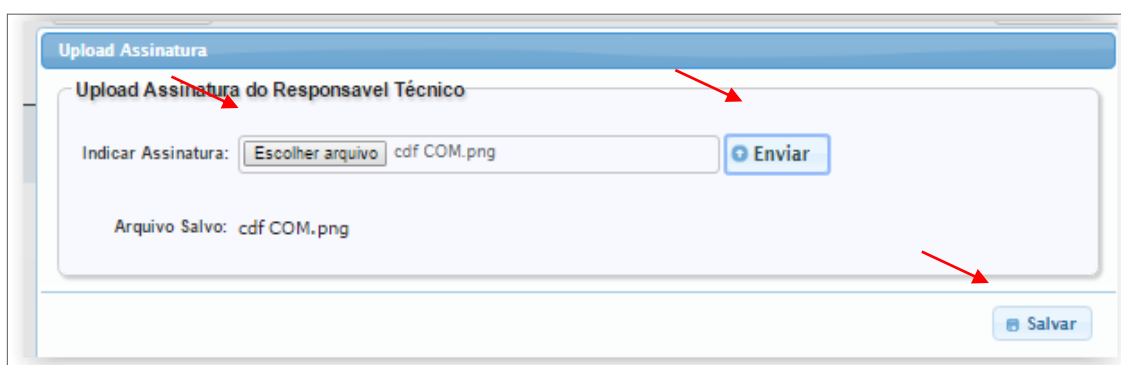 Upload Assinatura
Upload Assinatura do Responsavel Técnico
Indicar Assinatura: Escolher arquivo cdf COM.png Enviar
Arquivo Salvo: cdf COM.png
Salvar